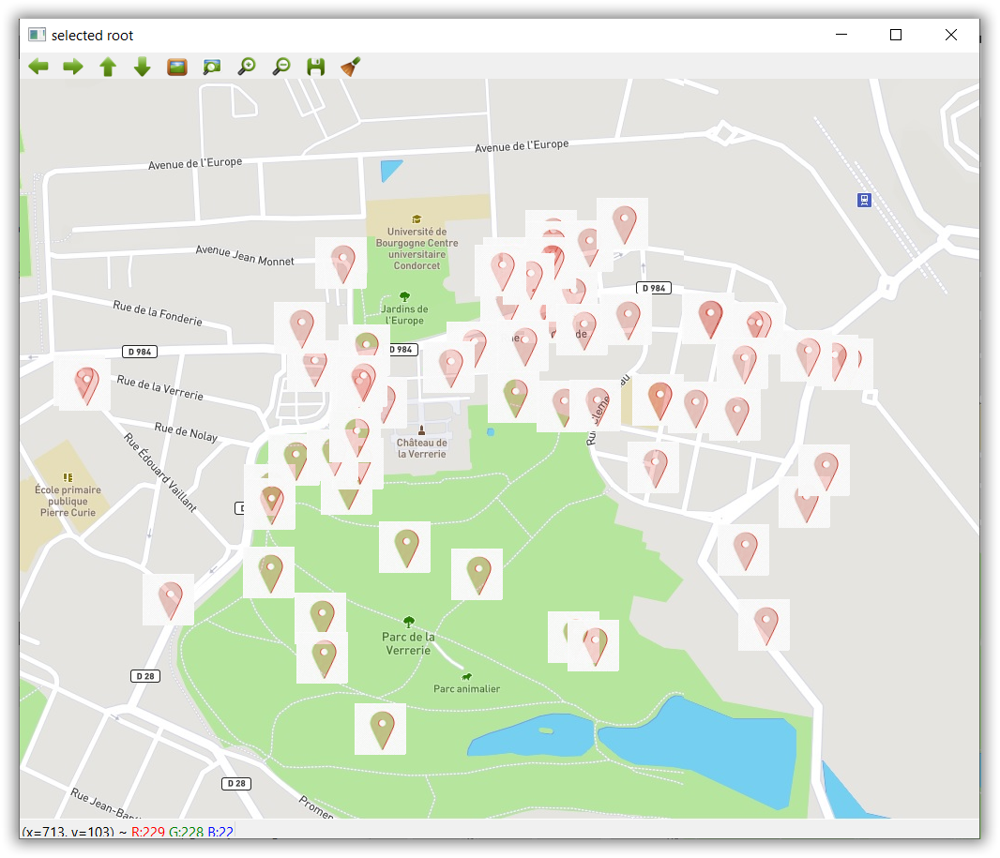 selected root
Avenue de l'Europe
Avenue de l'Europe
Université de
Bourgogne Centre
universitaire
Condorcet
Avenue Jean Monnet
D 984
Rue de la Fonderie
Jardins de
l'Europe
D 984
D 984
Rue de la Verrerie
Rue de Nolay
Château de
la Verrerie
Rue Édouard Vaillant
École primaire
publique
Pierre Curie
Parc de la
Verrerie
D 28
Parc animalier
D 28
Rue Jean-Bapti
Promen
(x=713, y=103) ~ R:229 G:228 B:22